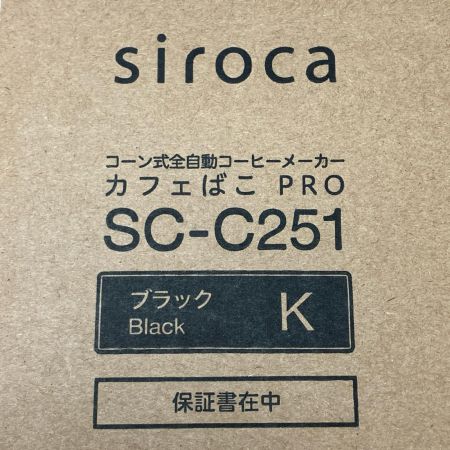 siroca
コーン式全自動コーヒーメーカー
カフェばこ PRO
SC-C251
ブラック
Black
K
保証書在中